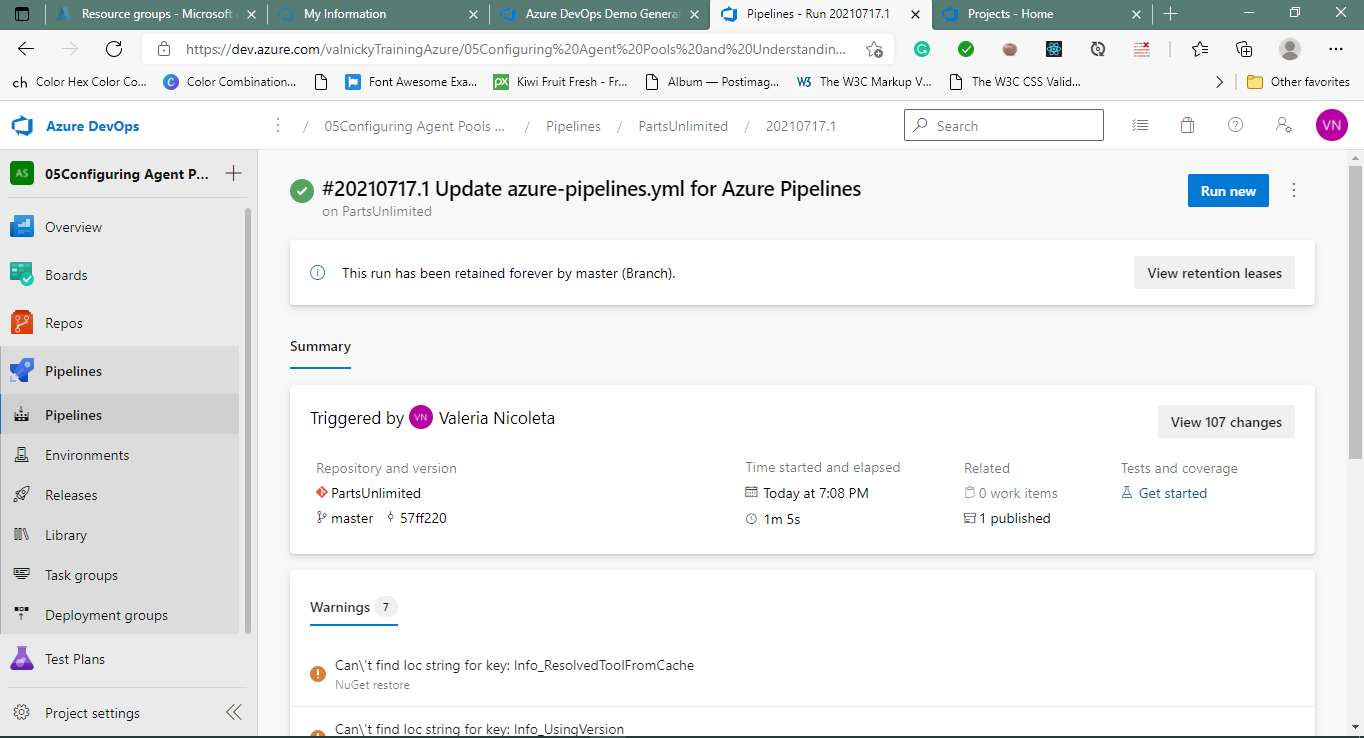 Resource groups - Microsoft
My Information
Azure DevOps Demo Genera
Pipelines - Run 20210717.1
Projects - Home
https://dev.azure.com/valnickyTrainingAzure/05Configuring%20Agent%20Pools%20and%20Understandin...
ch Color Hex Color Co...
Color Combination...
Font Awesome Exa...
px Kiwi Fruit Fresh - Fr...
Album — Postimag...
W3 The W3C Markup V...
The W3C CSS Valid...
Other favorites
Azure DevOps
/ 05Configuring Agent Pools ... / Pipelines / PartsUnlimited / 20210717.1
Search
VN
AS 05Configuring Agent P...
Overview
Boards
Repos
Pipelines
Pipelines
Environments
Releases
Library
Task groups
Deployment groups
Test Plans
Project settings
#20210717.1 Update azure-pipelines.yml for Azure Pipelines
on PartsUnlimited
Run new
This run has been retained forever by master (Branch).
View retention leases
Summary
Triggered by VN Valeria Nicoleta
View 107 changes
Repository and version
PartsUnlimited
master 57ff220
Time started and elapsed
Today at 7:08 PM
1m 5s
Related
0 work items
1 published
Tests and coverage
Get started
Warnings 7
Can\'t find loc string for key: Info_ResolvedToolFromCache
NuGet restore
Can\'t find loc string for key: Info_UsingVersion